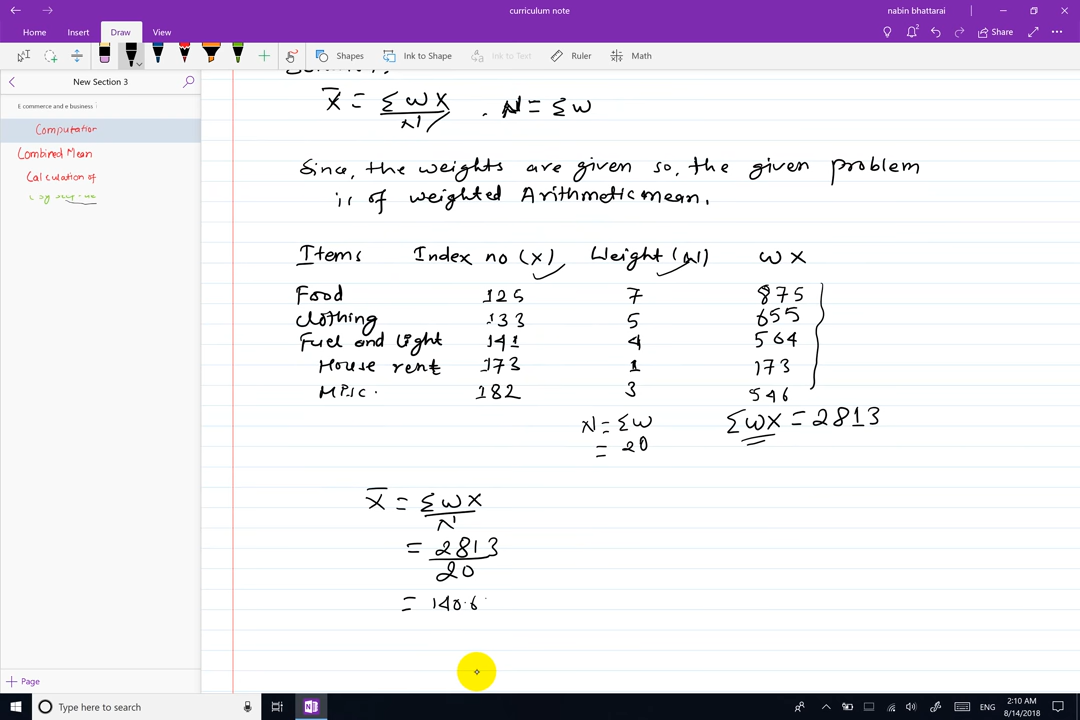 curriculum note
nabin bhattarai
Home Insert Draw View
Share
Shapes Ink to Shape Ink to Text Ruler Math
New Section 3
E commerce and e business
Computation
Combined Mean
Calculation of
X̄ = ΣWX / N , N = ΣW
Since, the weights are given so, the given problem
is of weighted Arithmetic mean.
Items Index no (X) Weight (W) WX
Food 125 7 875
Clothing 133 5 655
Fuel and light 141 4 564
House rent 173 1 173
Misc. 182 3 546
N = ΣW ΣWX = 2813
= 20
X̄ = ΣWX / N
= 2813 / 20
= 140.6
+ Page
Type here to search
ENG
2:10 AM
8/14/2018